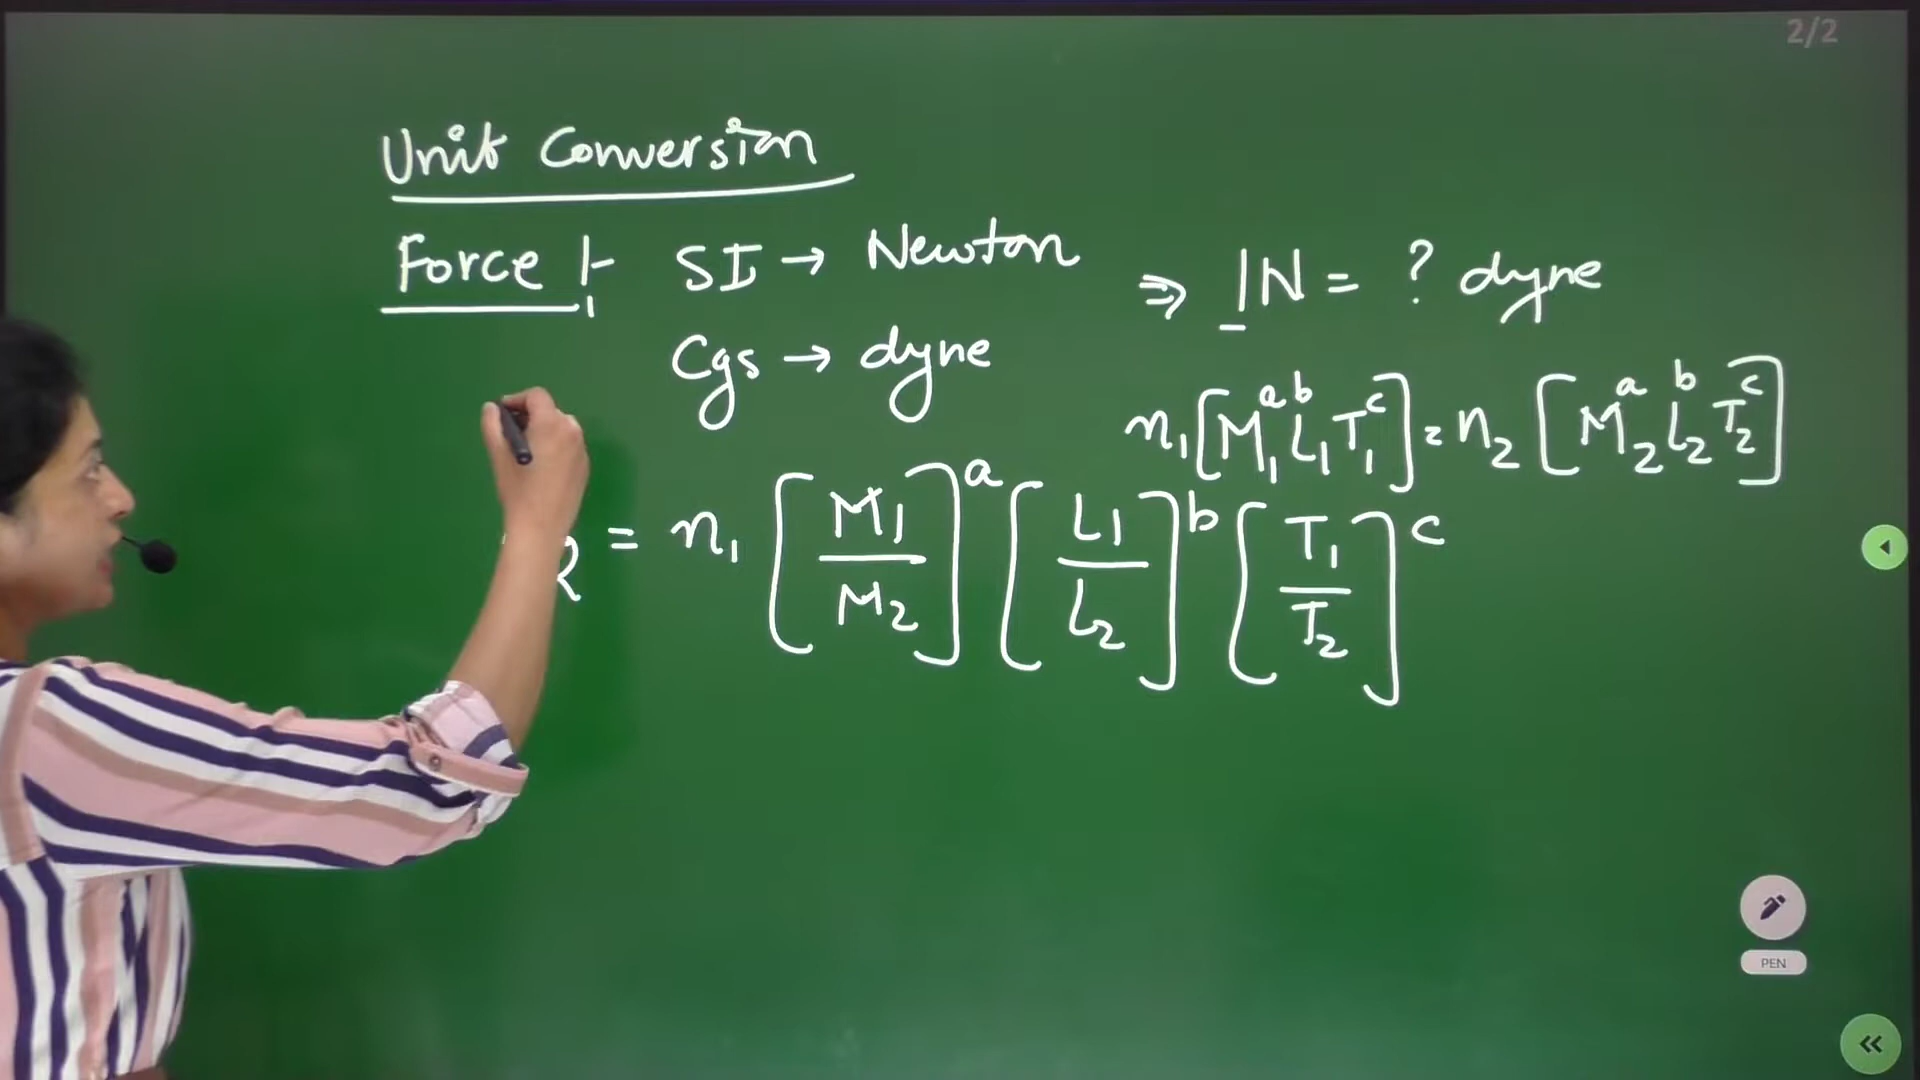 2/2
Unit Conversion
Force :- SI → Newton
⇒ 1N = ? dyne
Cgs → dyne
n₁[M₁ᵃL₁ᵇT₁ᶜ] = n₂[M₂ᵃL₂ᵇT₂ᶜ]
₂ = n₁ [M₁/M₂]ᵃ [L₁/L₂]ᵇ [T₁/T₂]ᶜ
PEN